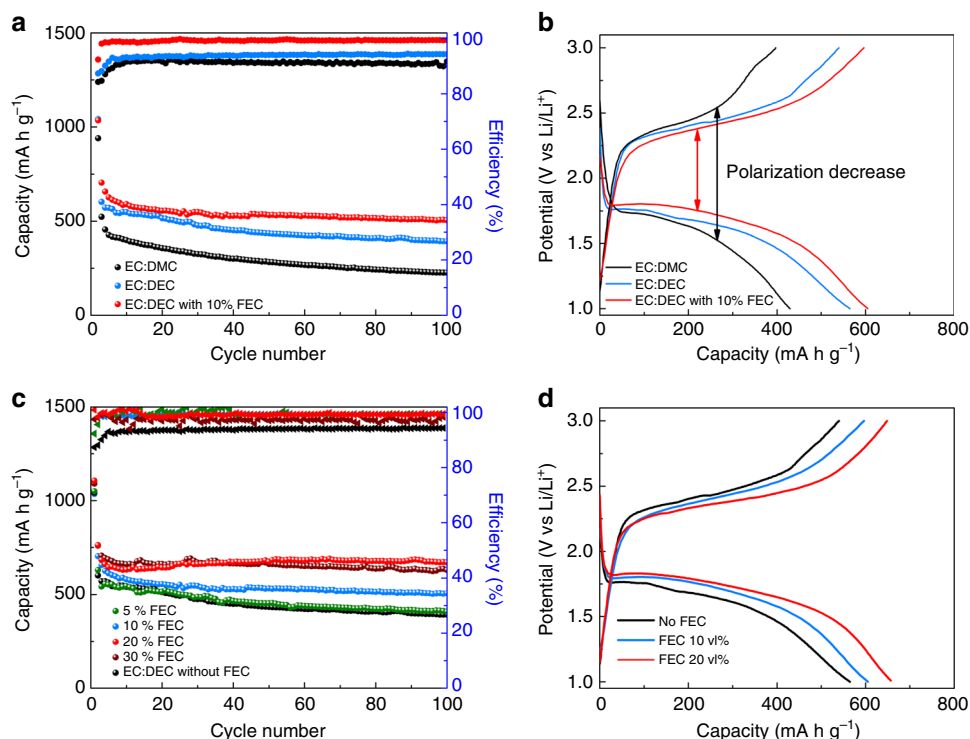 a
1500
1000
500
0
Capacity (mA h g⁻¹)
100
80
60
40
20
0
Efficiency (%)
EC:DMC
EC:DEC
EC:DEC with 10% FEC
0 20 40 60 80 100
Cycle number
b
3.0
2.5
2.0
1.5
1.0
Potential (V vs Li/Li⁺)
Polarization decrease
EC:DMC
EC:DEC
EC:DEC with 10% FEC
0 200 400 600 800
Capacity (mA h g⁻¹)
c
1500
1000
500
0
Capacity (mA h g⁻¹)
100
80
60
40
20
0
Efficiency (%)
5 % FEC
10 % FEC
20 % FEC
30 % FEC
EC:DEC without FEC
0 20 40 60 80 100
Cycle number
d
3.0
2.5
2.0
1.5
1.0
Potential (V vs Li/Li⁺)
No FEC
FEC 10 vl%
FEC 20 vl%
0 200 400 600 800
Capacity (mA h g⁻¹)